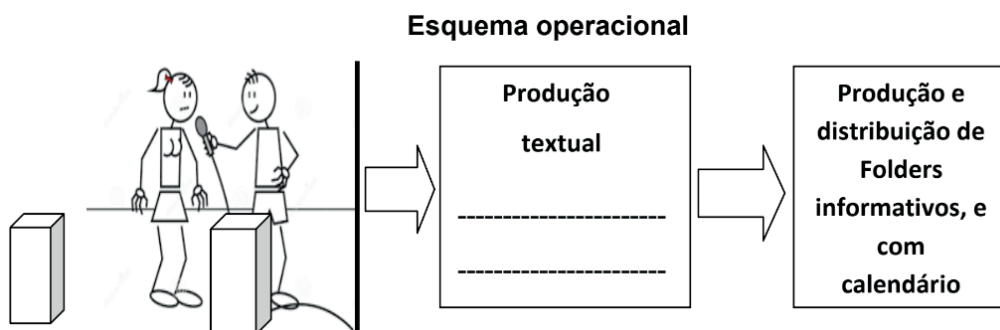 Esquema operacional
Produção
textual
-----------------------
-----------------------
Produção e
distribuição de
Folders
informativos, e
com
calendário